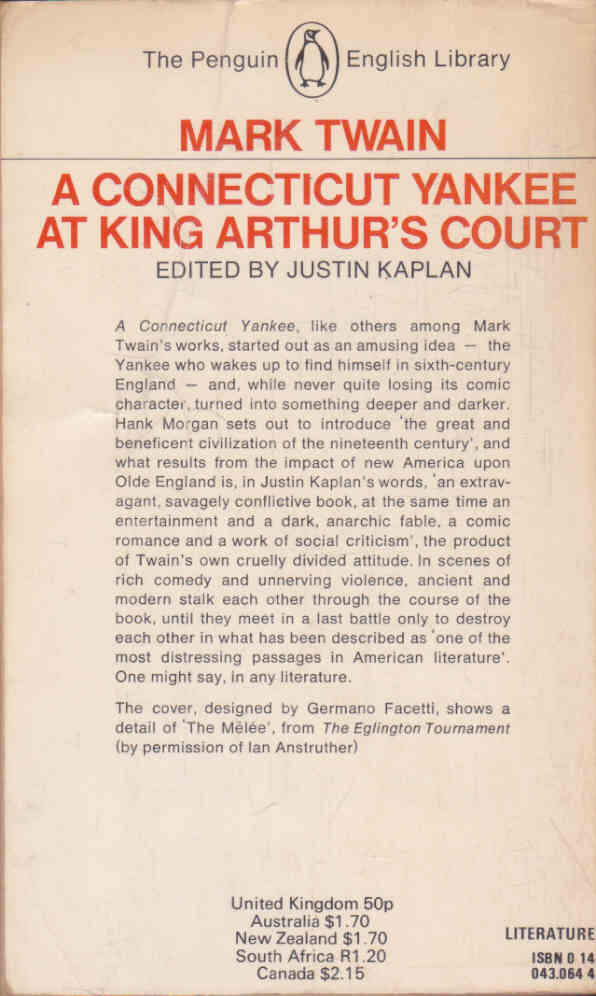 The Penguin English Library
MARK TWAIN
A CONNECTICUT YANKEE
AT KING ARTHUR'S COURT
EDITED BY JUSTIN KAPLAN
A Connecticut Yankee, like others among Mark
Twain's works, started out as an amusing idea — the
Yankee who wakes up to find himself in sixth-century
England — and, while never quite losing its comic
character, turned into something deeper and darker.
Hank Morgan sets out to introduce 'the great and
beneficent civilization of the nineteenth century', and
what results from the impact of new America upon
Olde England is, in Justin Kaplan's words, 'an extrav-
agant, savagely conflictive book, at the same time an
entertainment and a dark, anarchic fable, a comic
romance and a work of social criticism', the product
of Twain's own cruelly divided attitude. In scenes of
rich comedy and unnerving violence, ancient and
modern stalk each other through the course of the
book, until they meet in a last battle only to destroy
each other in what has been described as 'one of the
most distressing passages in American literature'.
One might say, in any literature.
The cover, designed by Germano Facetti, shows a
detail of 'The Mêlée', from The Eglington Tournament
(by permission of Ian Anstruther)
United Kingdom 50p
Australia $1.70
New Zealand $1.70
South Africa R1.20
Canada $2.15
LITERATURE
ISBN 0 14
043.064 4